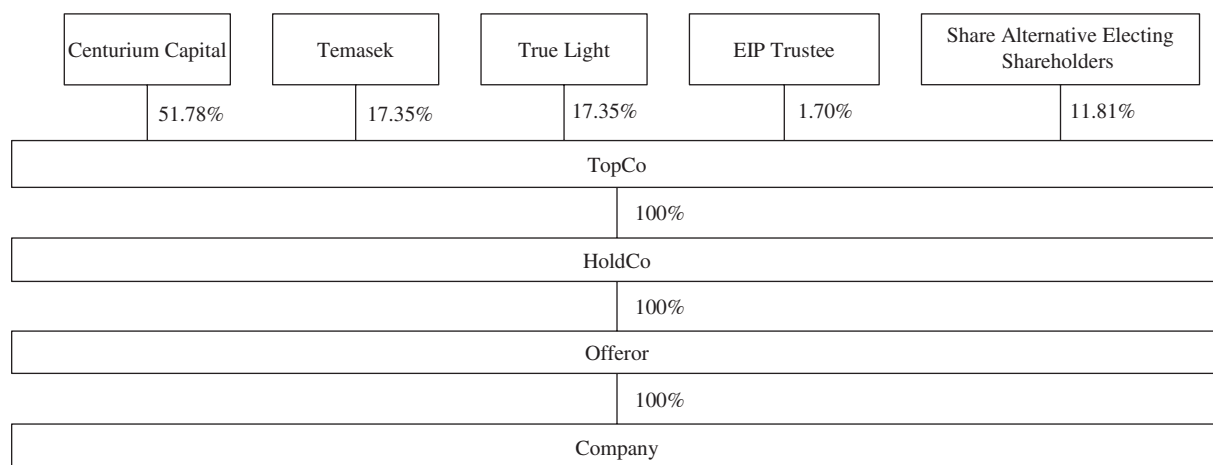 Centurium Capital
Temasek
True Light
EIP Trustee
Share Alternative Electing
Shareholders
51.78%
17.35%
17.35%
1.70%
11.81%
TopCo
100%
HoldCo
100%
Offeror
100%
Company